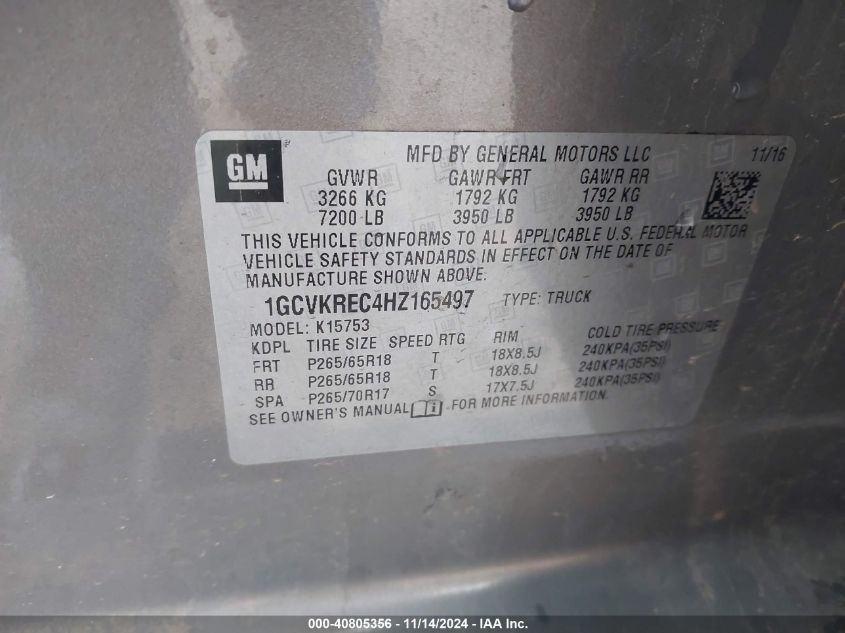 GM ® MFD BY GENERAL MOTORS LLC 11/16
GVWR GAWR FRT GAWR RR
3266 KG 1792 KG 1792 KG
7200 LB 3950 LB 3950 LB
THIS VEHICLE CONFORMS TO ALL APPLICABLE U.S. FEDERAL MOTOR
VEHICLE SAFETY STANDARDS IN EFFECT ON THE DATE OF
MANUFACTURE SHOWN ABOVE.
1GCVKREC4HZ165497 TYPE: TRUCK
MODEL: K15753
KDPL TIRE SIZE SPEED RTG RIM COLD TIRE PRESSURE
FRT P265/65R18 T 18X8.5J 240KPA(35PSI)
RR P265/65R18 T 18X8.5J 240KPA(35PSI)
SPA P265/70R17 S 17X7.5J 240KPA(35PSI)
SEE OWNER'S MANUAL FOR MORE INFORMATION.
000-40805356 - 11/14/2024 - IAA Inc.